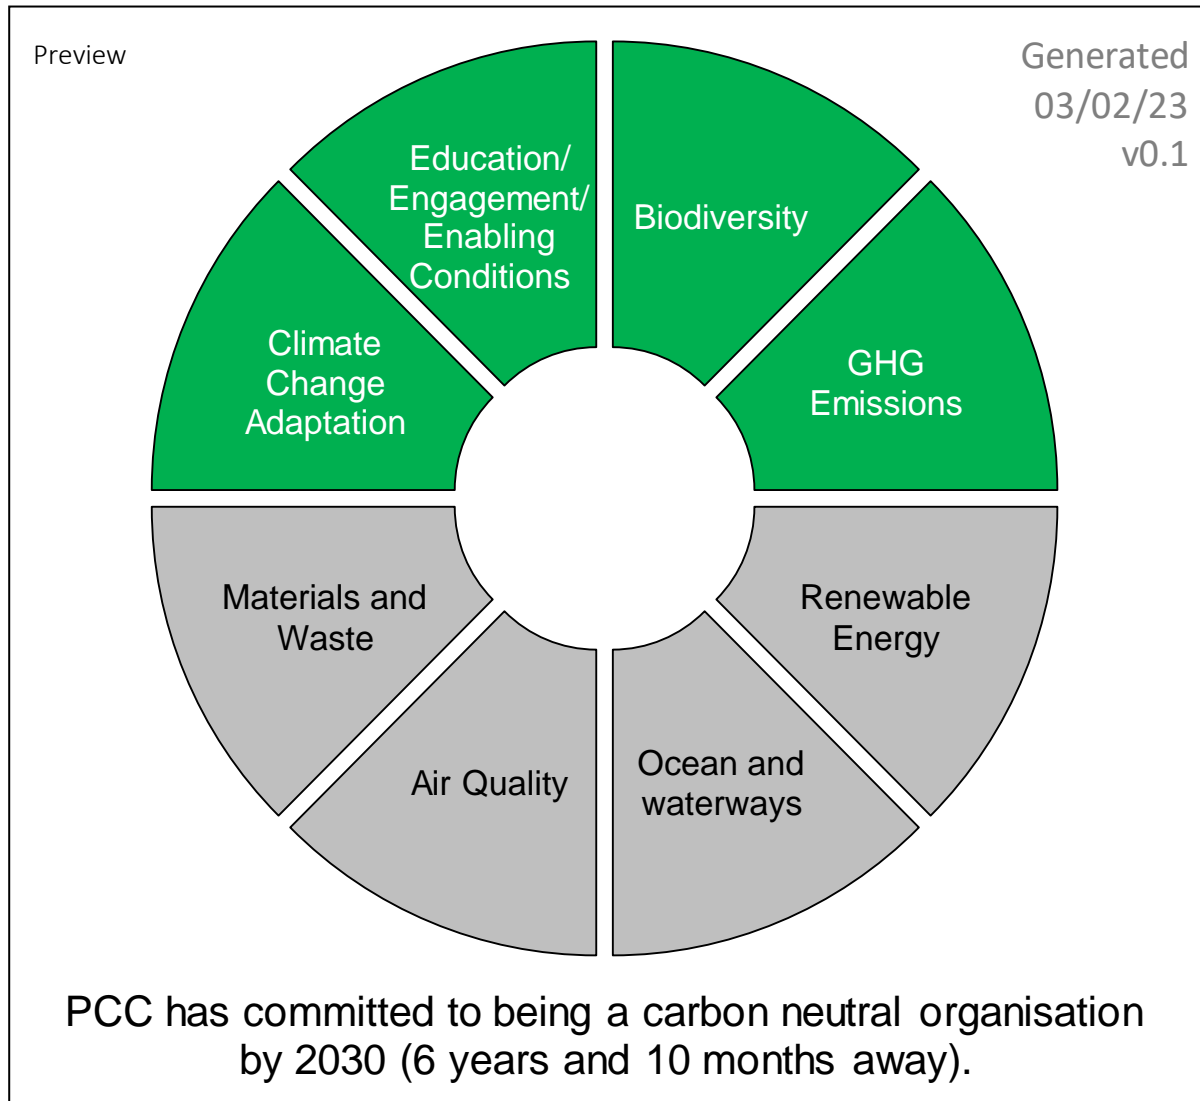 Preview
Generated
03/02/23
v0.1
Education/
Engagement/
Enabling
Conditions
Biodiversity
Climate
Change
Adaptation
GHG
Emissions
Materials and
Waste
Renewable
Energy
Air Quality
Ocean and
waterways
PCC has committed to being a carbon neutral organisation
by 2030 (6 years and 10 months away).